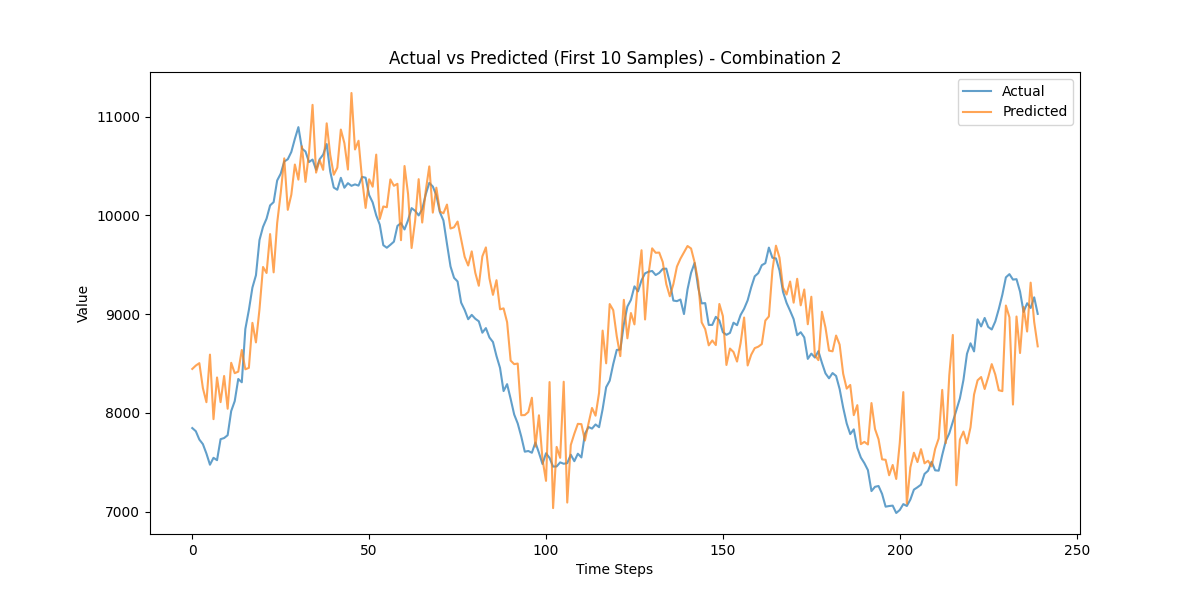 Actual vs Predicted (First 10 Samples) - Combination 2
Actual
Predicted
11000
10000
9000
8000
7000
Value
0 50 100 150 200 250
Time Steps